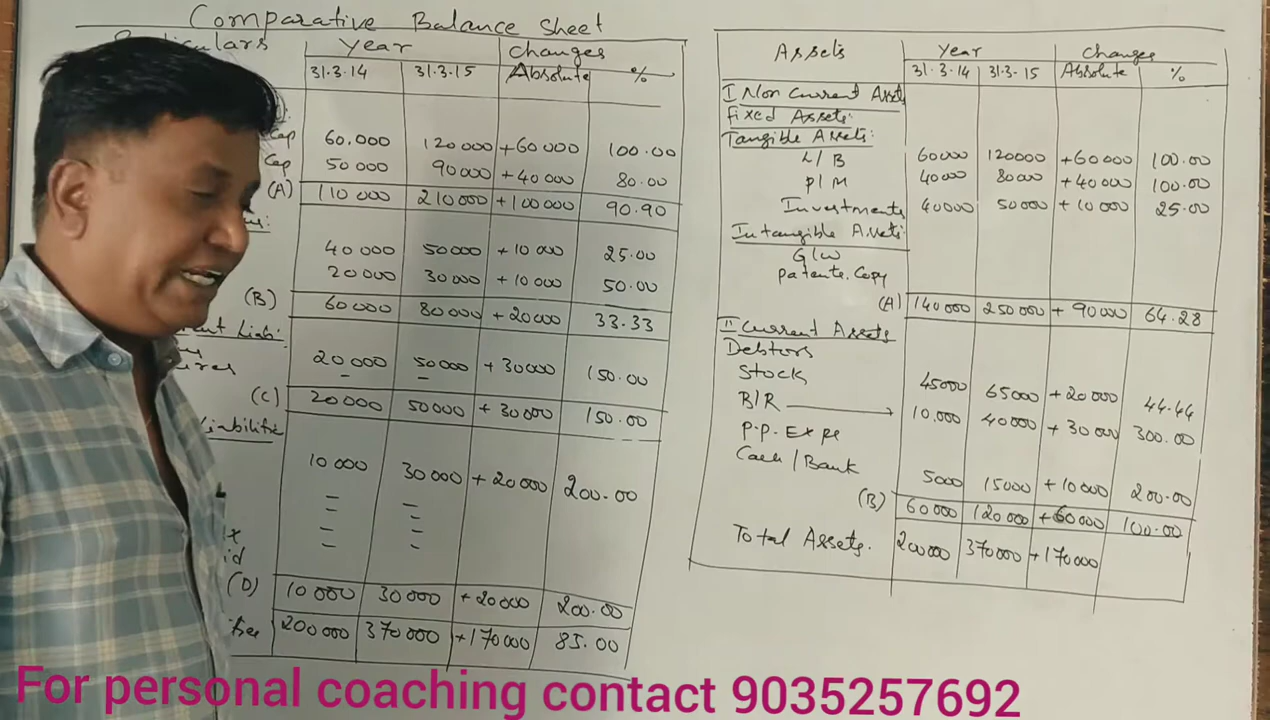 Comparative Balance Sheet
Particulars Year Changes
31.3.14 31.3.15 Absolute %
Cap 60.000 120000 +60000 100.00
Cap 50000 90000 +40000 80.00
(A) 110000 210000 +100000 90.90
40000 50000 +10000 25.00
20000 30000 +10000 50.00
(B) 60000 80000 +20000 33.33
Liab:
20000 50000 +30000 150.00
– –
(C) 20000 50000 +30000 150.00
10000 30000 +20000 200.00
– –
– –
– –
– –
(D) 10000 30000 +20000 200.00
200000 370000 +170000 85.00
Assets Year Changes
31.3.14 31.3.15 Absolute %
I Non Current Assets
Fixed Assets:
Tangible Assets:
L/B 60000 120000 +60000 100.00
P/M 40000 80000 +40000 100.00
Investments 40000 50000 +10000 25.00
Intangible Assets:
G/W
Patents. Copy
(A) 140000 250000 +90000 64.28
II Current Assets
Debtors
Stock 45000 65000 +20000 44.44
B/R 10.000 40000 +30000 300.00
P.P. Exps
Cash/Bank 5000 15000 +10000 200.00
(B) 60000 120000 +60000 100.00
Total Assets. 200000 370000 +170000
For personal coaching contact 9035257692